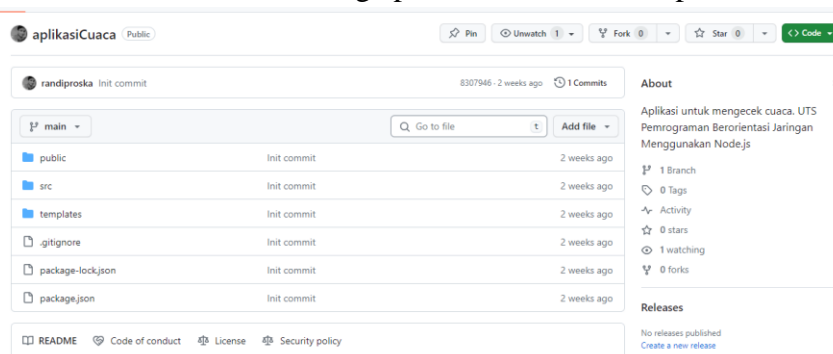 aplikasiCuaca Public
Pin
Unwatch 1
Fork 0
Star 0
<> Code
randiproska Init commit
8307946 · 2 weeks ago
1 Commits
main
Go to file
t
Add file
public Init commit 2 weeks ago
src Init commit 2 weeks ago
templates Init commit 2 weeks ago
.gitignore Init commit 2 weeks ago
package-lock.json Init commit 2 weeks ago
package.json Init commit 2 weeks ago
README Code of conduct License Security policy
About
Aplikasi untuk mengecek cuaca. UTS
Pemrograman Berorientasi Jaringan
Menggunakan Node.js
1 Branch
0 Tags
Activity
0 stars
1 watching
0 forks
Releases
No releases published
Create a new release